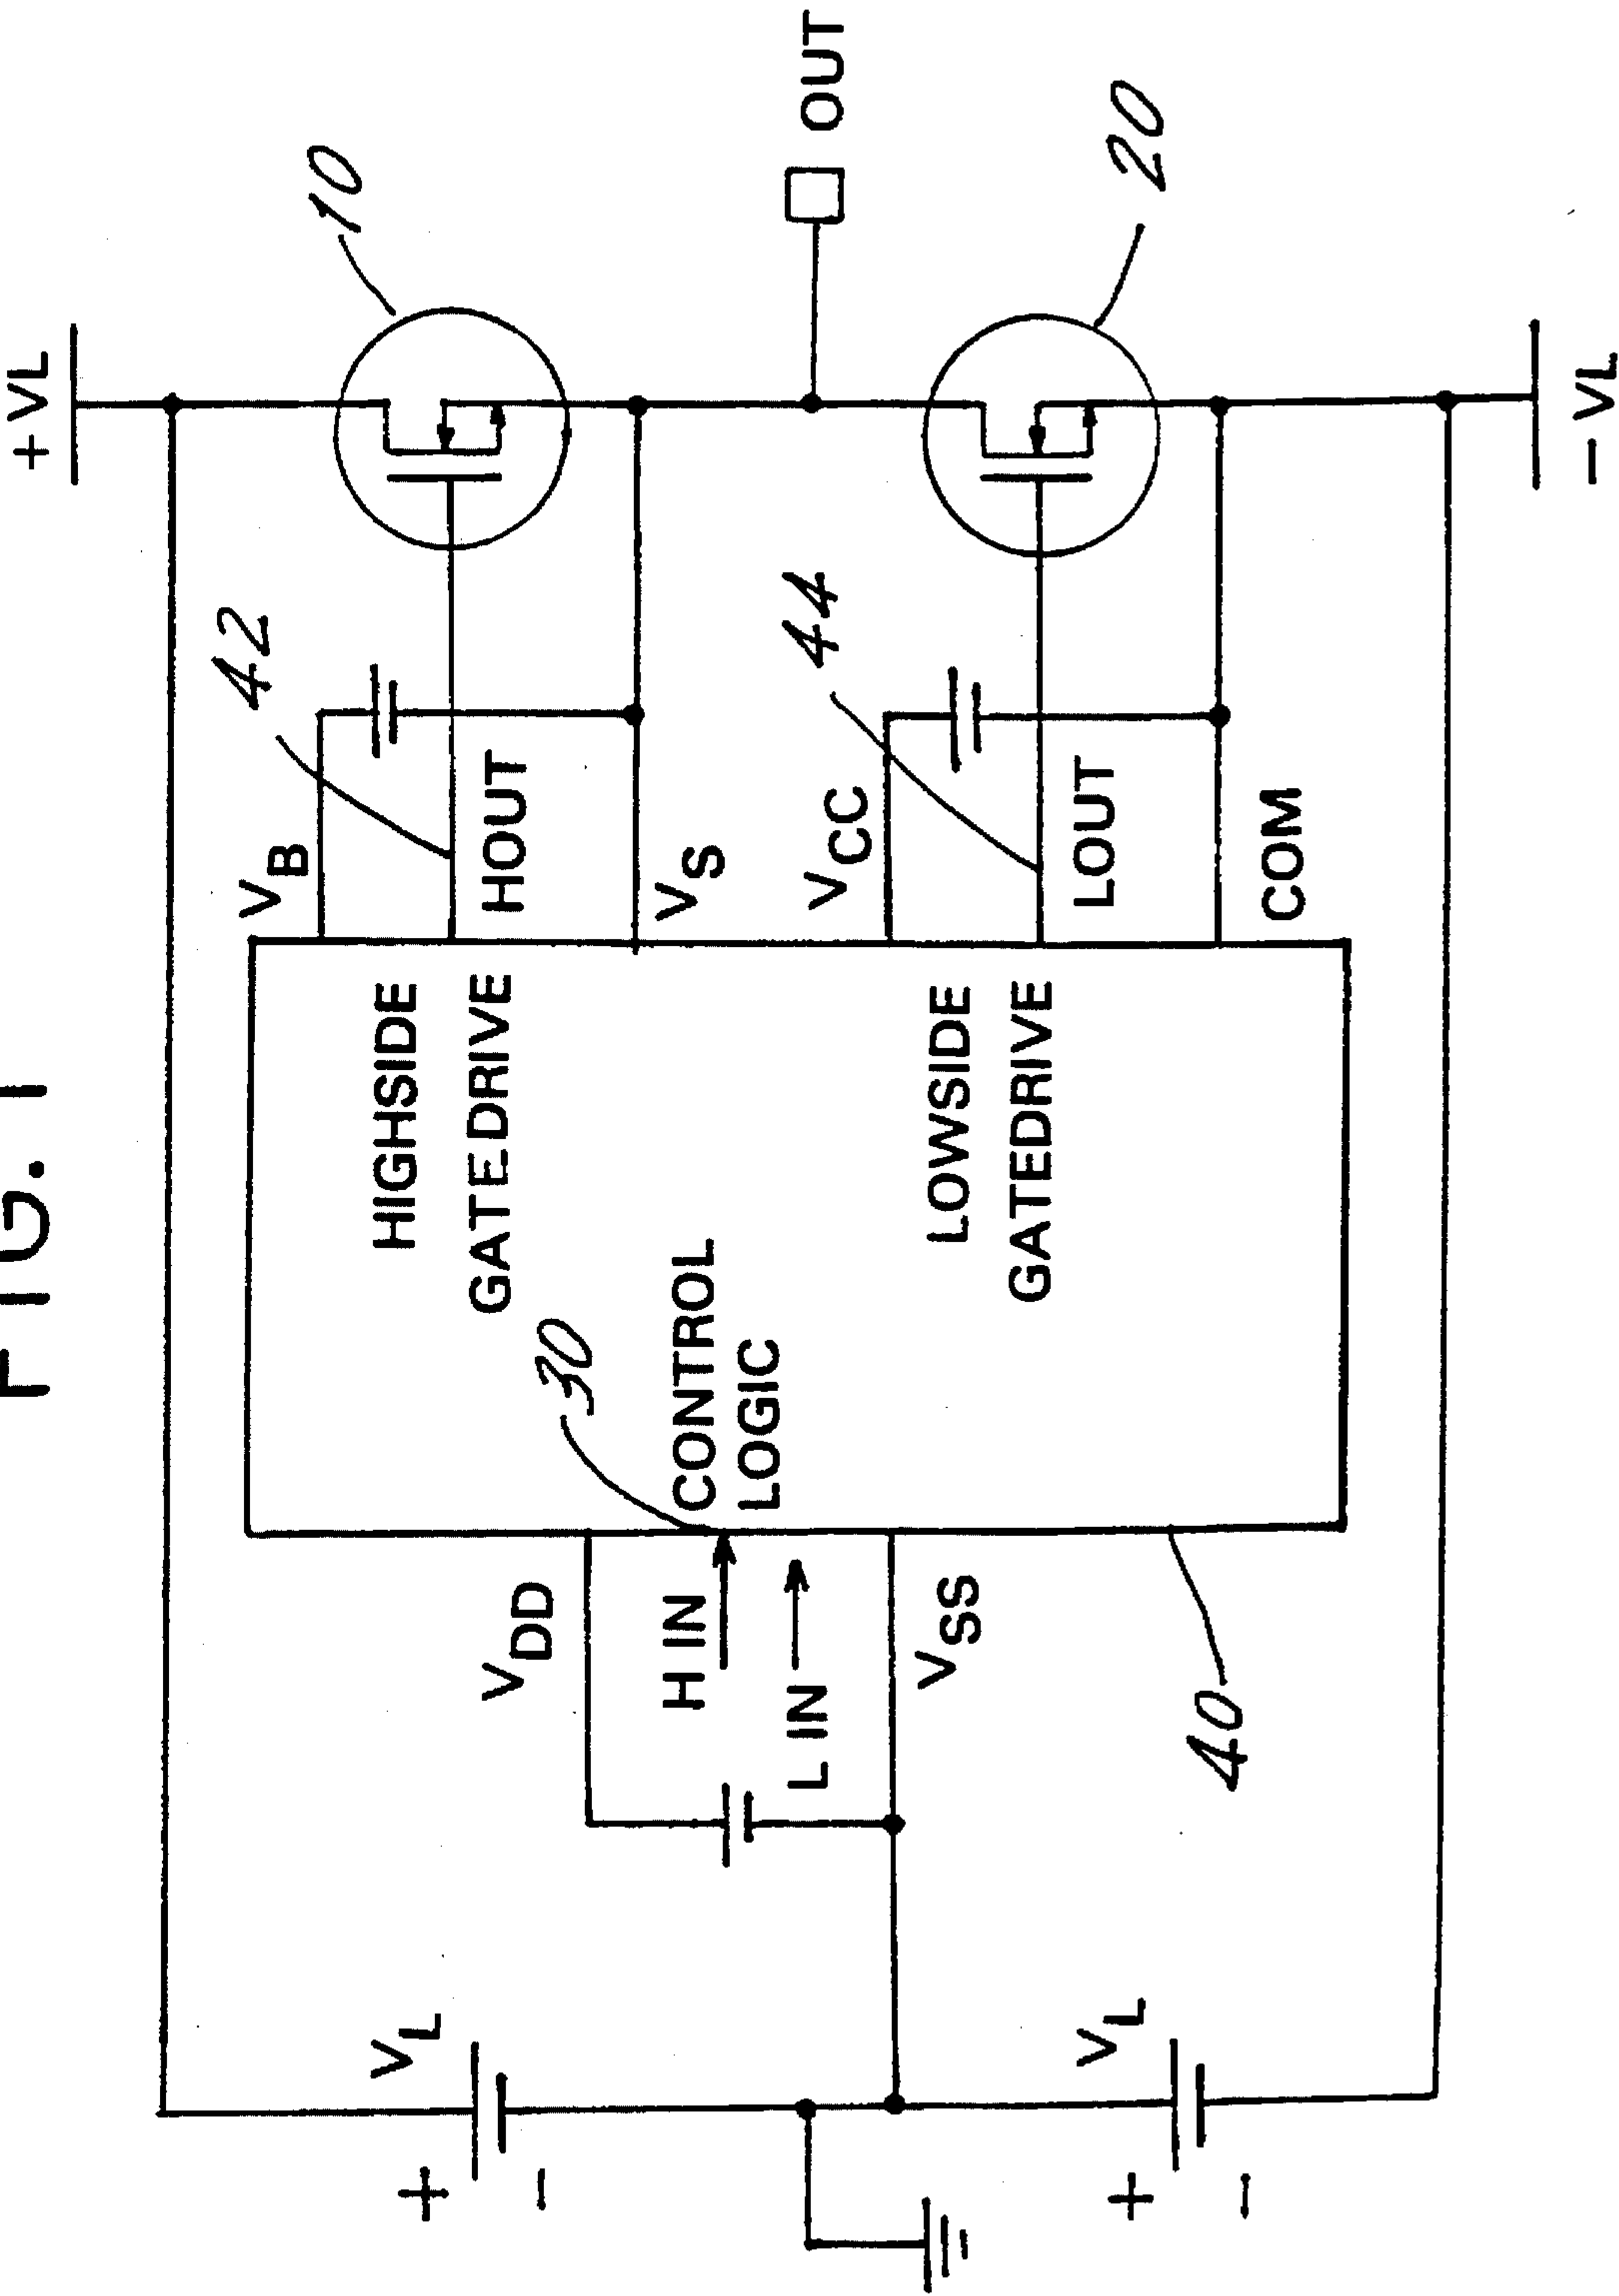 FIG. 1
+VL
10
42
VB
HIGHSIDE
GATEDRIVE
HOUT
VS
OUT
VDD
30
H IN
CONTROL
LOGIC
L IN
VSS
VL
+
-
44
VCC
LOWSIDE
GATEDRIVE
LOUT
20
COM
40
VL
+
-
-VL